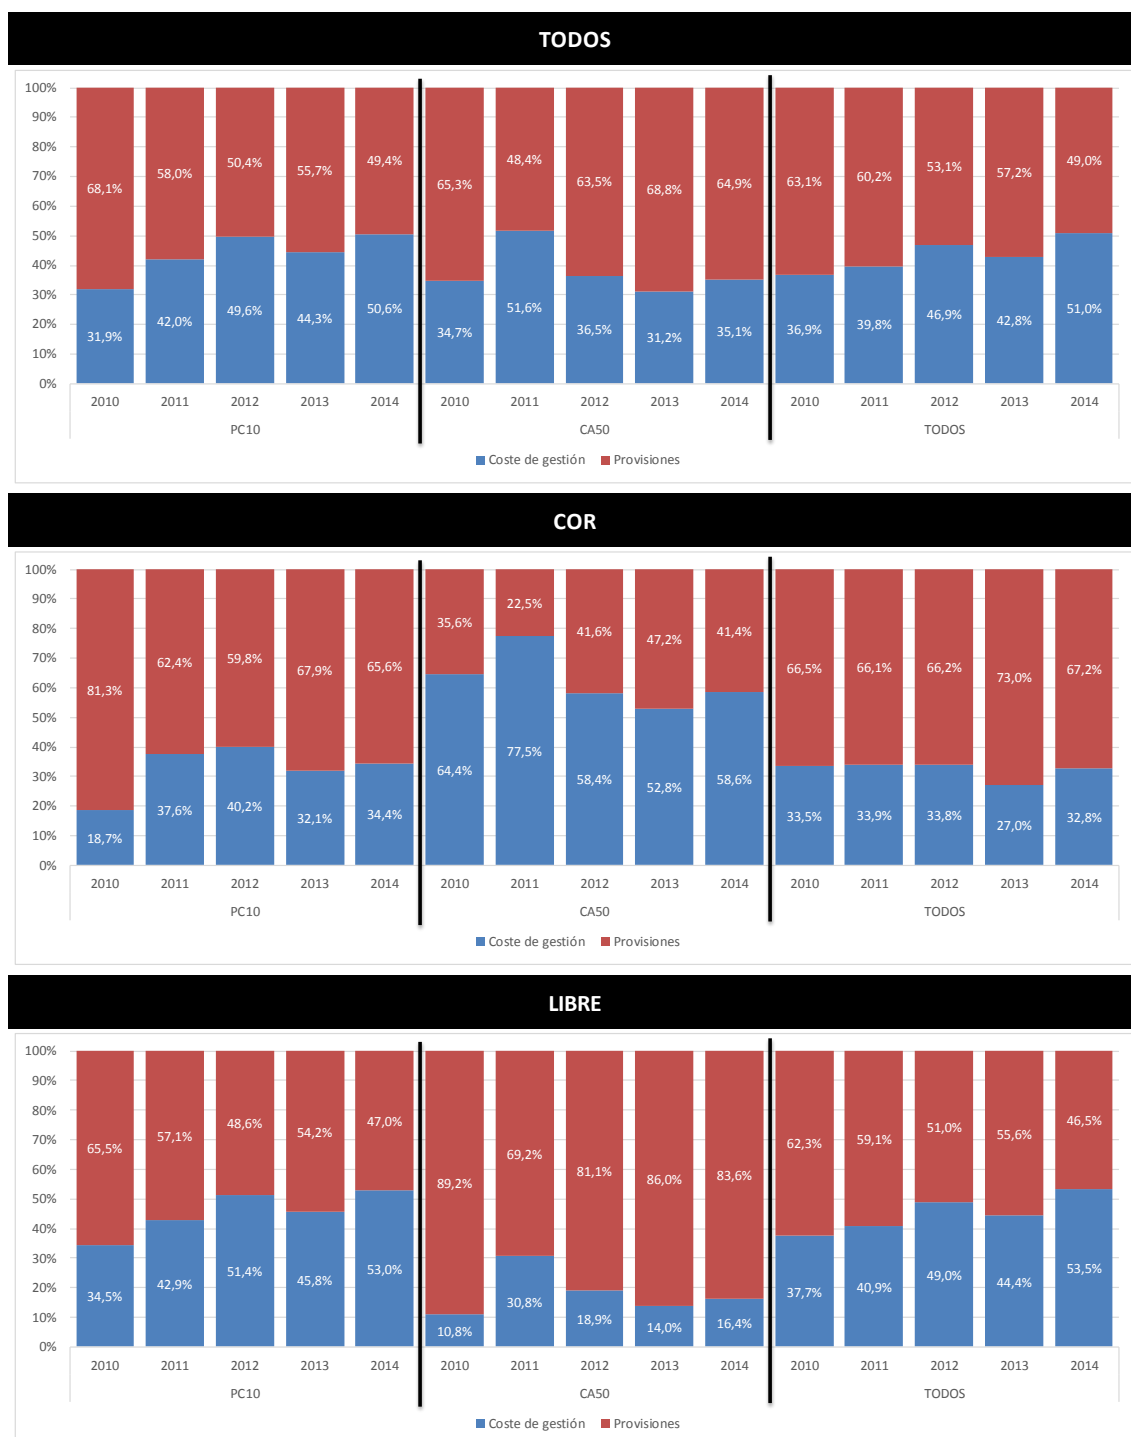 TODOS
100%
90%
80%
70%
60%
50%
40%
30%
20%
10%
0%
68,1% 58,0% 50,4% 55,7% 49,4% 65,3% 48,4% 63,5% 68,8% 64,9% 63,1% 60,2% 53,1% 57,2% 49,0%
31,9% 42,0% 49,6% 44,3% 50,6% 34,7% 51,6% 36,5% 31,2% 35,1% 36,9% 39,8% 46,9% 42,8% 51,0%
2010 2011 2012 2013 2014 2010 2011 2012 2013 2014 2010 2011 2012 2013 2014
PC10 CA50 TODOS
Coste de gestión Provisiones
COR
100%
90%
80%
70%
60%
50%
40%
30%
20%
10%
0%
81,3% 62,4% 59,8% 67,9% 65,6% 35,6% 22,5% 41,6% 47,2% 41,4% 66,5% 66,1% 66,2% 73,0% 67,2%
18,7% 37,6% 40,2% 32,1% 34,4% 64,4% 77,5% 58,4% 52,8% 58,6% 33,5% 33,9% 33,8% 27,0% 32,8%
2010 2011 2012 2013 2014 2010 2011 2012 2013 2014 2010 2011 2012 2013 2014
PC10 CA50 TODOS
Coste de gestión Provisiones
LIBRE
100%
90%
80%
70%
60%
50%
40%
30%
20%
10%
0%
65,5% 57,1% 48,6% 54,2% 47,0% 89,2% 69,2% 81,1% 86,0% 83,6% 62,3% 59,1% 51,0% 55,6% 46,5%
34,5% 42,9% 51,4% 45,8% 53,0% 10,8% 30,8% 18,9% 14,0% 16,4% 37,7% 40,9% 49,0% 44,4% 53,5%
2010 2011 2012 2013 2014 2010 2011 2012 2013 2014 2010 2011 2012 2013 2014
PC10 CA50 TODOS
Coste de gestión Provisiones